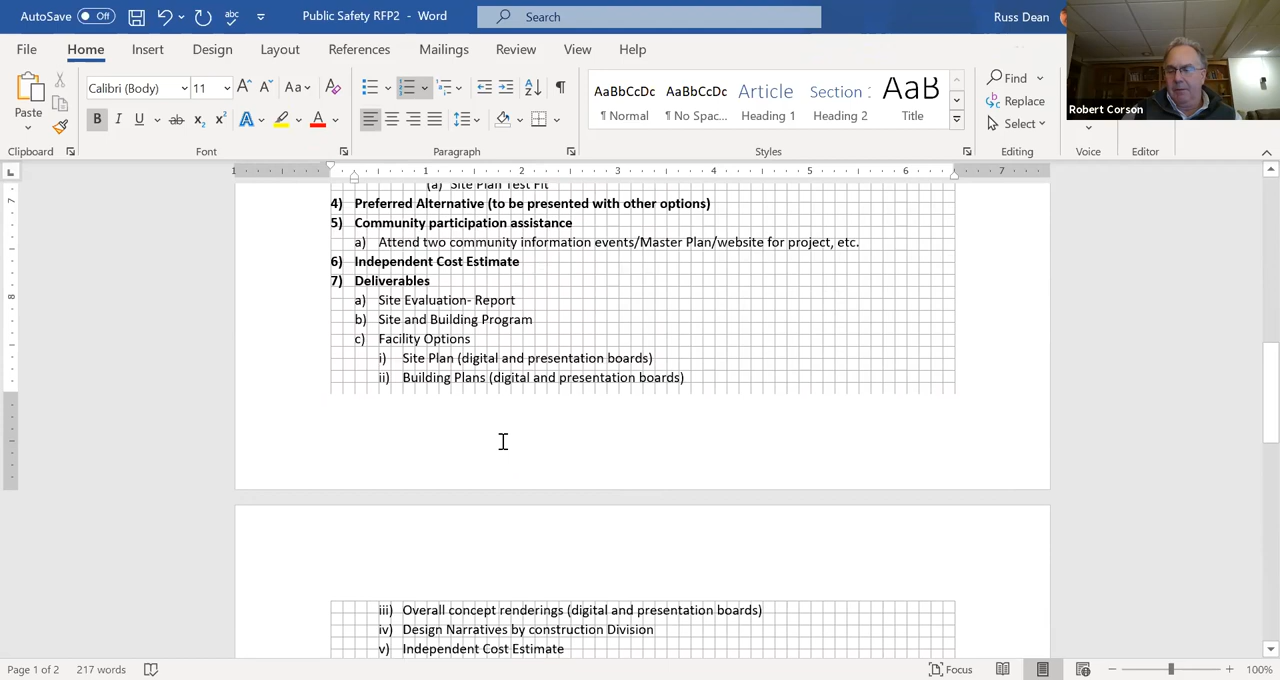 AutoSave Off Public Safety RFP2 - Word Search Russ Dean
File Home Insert Design Layout References Mailings Review View Help
Robert Corson
Paste
Calibri (Body) 11
Clipboard Font Paragraph Styles Editing Voice Editor
AaBbCcDc AaBbCcDc Article Section : AaB
¶ Normal ¶ No Spac... Heading 1 Heading 2 Title
Find
Replace
Select
(a) Site Plan Test Fit
4) Preferred Alternative (to be presented with other options)
5) Community participation assistance
a) Attend two community information events/Master Plan/website for project, etc.
6) Independent Cost Estimate
7) Deliverables
a) Site Evaluation- Report
b) Site and Building Program
c) Facility Options
i) Site Plan (digital and presentation boards)
ii) Building Plans (digital and presentation boards)
iii) Overall concept renderings (digital and presentation boards)
iv) Design Narratives by construction Division
v) Independent Cost Estimate
Page 1 of 2 217 words Focus 100%